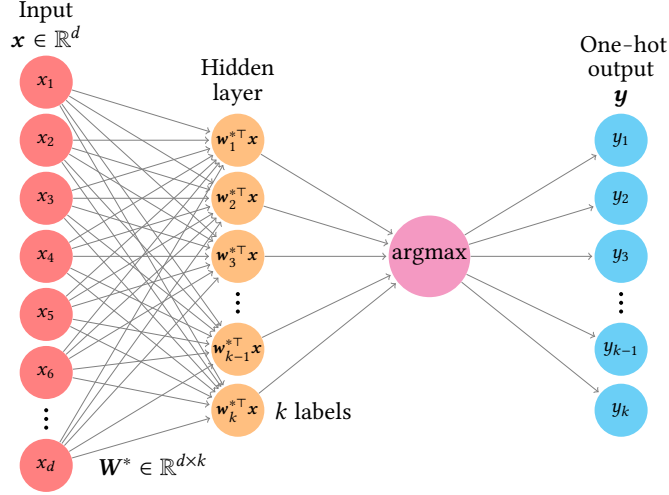 Input
𝒙 ∈ ℝ^d
x_1
x_2
x_3
x_4
x_5
x_6
⋮
x_d
Hidden
layer
𝒘_1^{*⊤}𝒙
𝒘_2^{*⊤}𝒙
𝒘_3^{*⊤}𝒙
⋮
𝒘_{k−1}^{*⊤}𝒙
𝒘_k^{*⊤}𝒙
k labels
𝑾^* ∈ ℝ^{d×k}
argmax
One-hot
output
𝒚
y_1
y_2
y_3
⋮
y_{k−1}
y_k